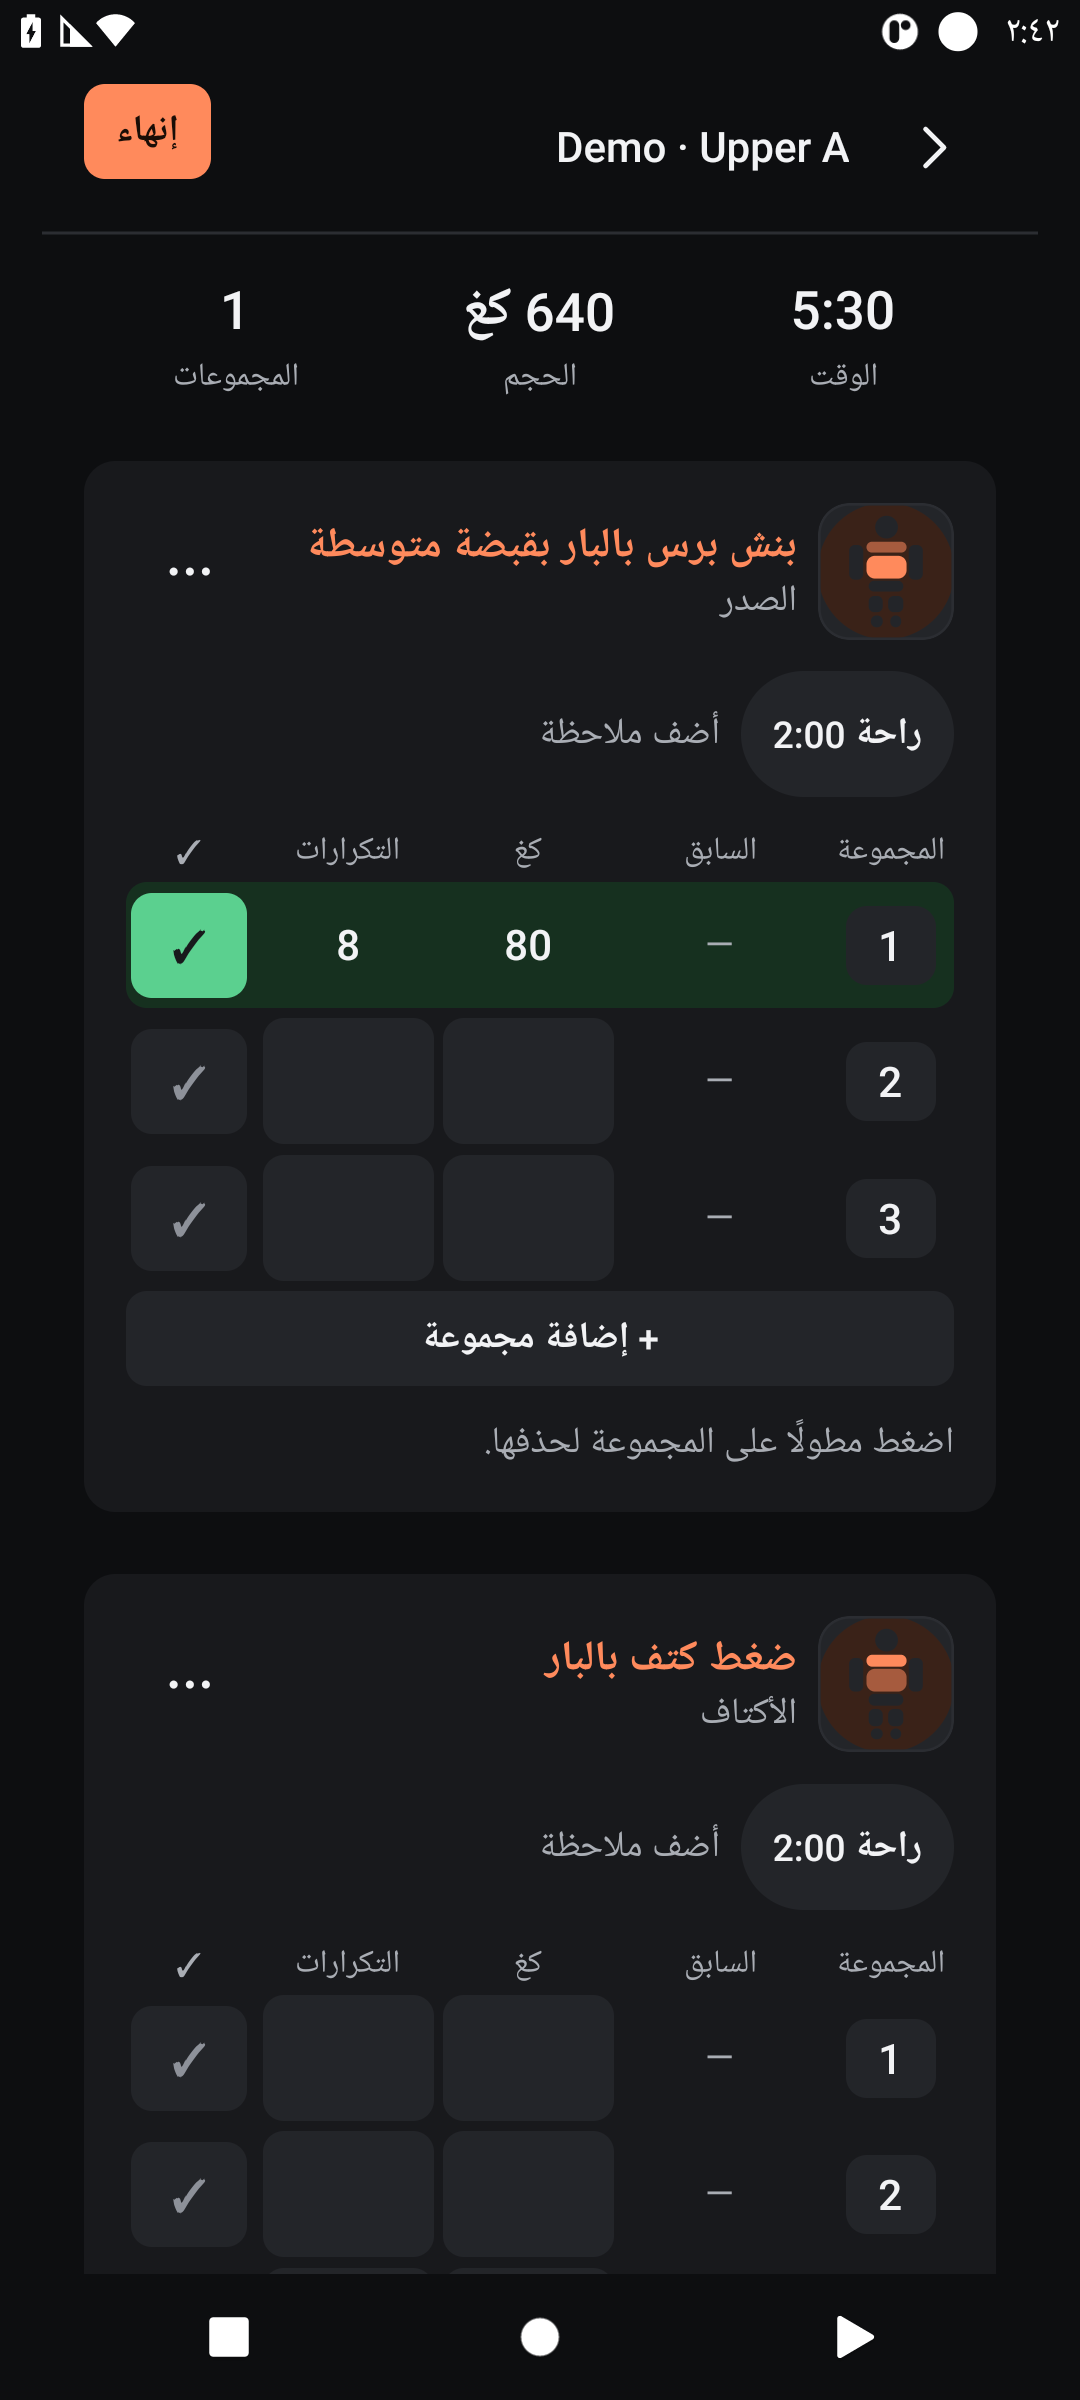 ٢:٤٢
Demo · Upper A
إنهاء
5:30
640 كغ
1
الوقت
الحجم
المجموعات
بنش برس بالبار بقبضة متوسطة
الصدر
راحة 2:00
أضف ملاحظة
المجموعة السابق كغ التكرارات ✓
1 – 80 8 ✓
2 – ✓
3 – ✓
+ إضافة مجموعة
اضغط مطولًا على المجموعة لحذفها.
ضغط كتف بالبار
الأكتاف
راحة 2:00
أضف ملاحظة
المجموعة السابق كغ التكرارات ✓
1 – ✓
2 – ✓